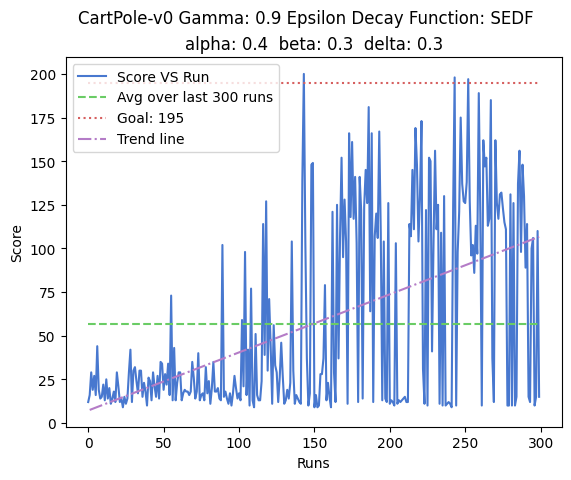 CartPole-v0 Gamma: 0.9 Epsilon Decay Function: SEDF
alpha: 0.4  beta: 0.3  delta: 0.3
Score VS Run
Avg over last 300 runs
Goal: 195
Trend line
Score
200
175
150
125
100
75
50
25
0
0 50 100 150 200 250 300
Runs